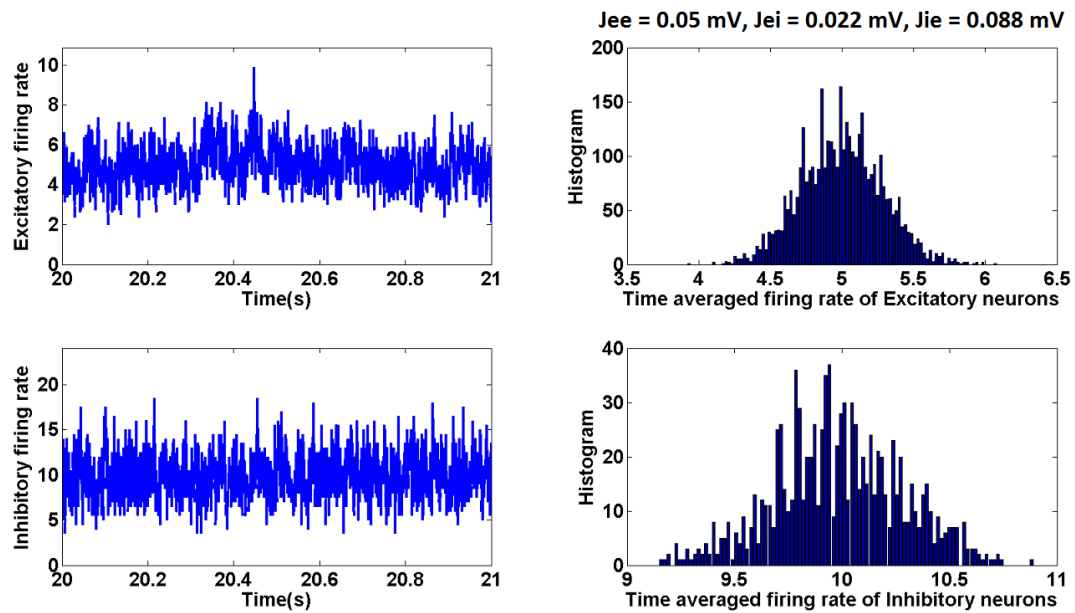 Jee = 0.05 mV, Jei = 0.022 mV, Jie = 0.088 mV
Excitatory firing rate
10
8
6
4
2
0
20 20.2 20.4 20.6 20.8 21
Time(s)
Histogram
200
150
100
50
0
3.5 4 4.5 5 5.5 6 6.5
Time averaged firing rate of Excitatory neurons
Inhibitory firing rate
20
15
10
5
0
20 20.2 20.4 20.6 20.8 21
Time(s)
Histogram
40
30
20
10
0
9 9.5 10 10.5 11
Time averaged firing rate of Inhibitory neurons